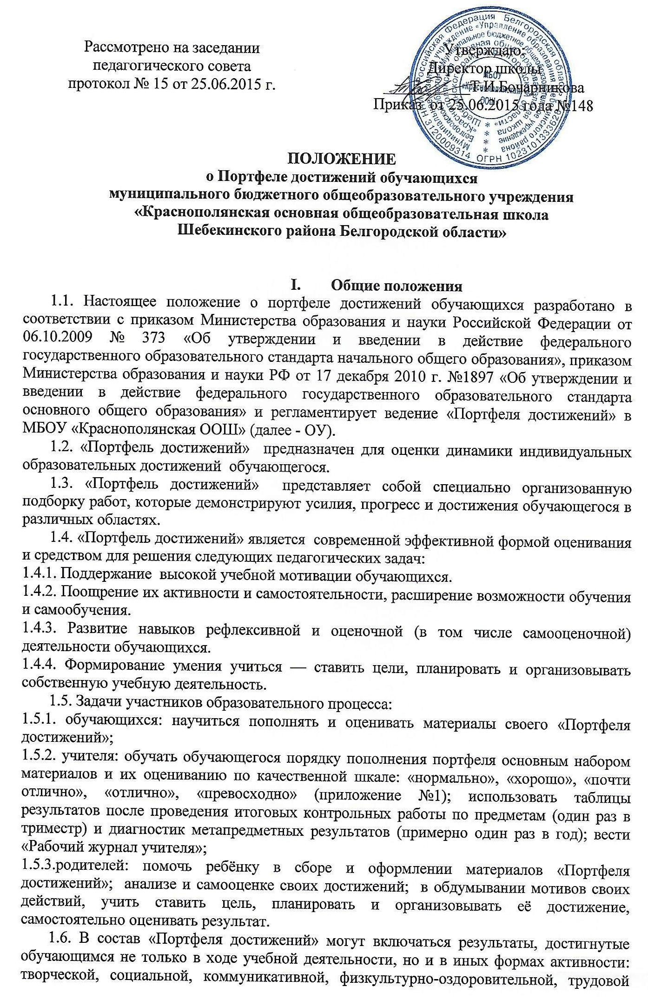 Рассмотрено на заседании
педагогического совета
протокол № 15 от 25.06.2015 г.
Утверждаю:
Директор школы
Т.И.Бочарникова
Приказ от 25.06.2015 года №148
Российская Федерация Белгородская область
ИНН 3120009314 ОГРН 1023101333628
МБОУ
«Краснополянская
ООШ»
ПОЛОЖЕНИЕ
о Портфеле достижений обучающихся
муниципального бюджетного общеобразовательного учреждения
«Краснополянская основная общеобразовательная школа
Шебекинского района Белгородской области»
I. Общие положения
1.1. Настоящее положение о портфеле достижений обучающихся разработано в
соответствии с приказом Министерства образования и науки Российской Федерации от
06.10.2009 № 373 «Об утверждении и введении в действие федерального
государственного образовательного стандарта начального общего образования», приказом
Министерства образования и науки РФ от 17 декабря 2010 г. №1897 «Об утверждении и
введении в действие федерального государственного образовательного стандарта
основного общего образования» и регламентирует ведение «Портфеля достижений» в
МБОУ «Краснополянская ООШ» (далее - ОУ).
1.2. «Портфель достижений» предназначен для оценки динамики индивидуальных
образовательных достижений обучающегося.
1.3. «Портфель достижений» представляет собой специально организованную
подборку работ, которые демонстрируют усилия, прогресс и достижения обучающегося в
различных областях.
1.4. «Портфель достижений» является современной эффективной формой оценивания
и средством для решения следующих педагогических задач:
1.4.1. Поддержание высокой учебной мотивации обучающихся.
1.4.2. Поощрение их активности и самостоятельности, расширение возможности обучения
и самообучения.
1.4.3. Развитие навыков рефлексивной и оценочной (в том числе самооценочной)
деятельности обучающихся.
1.4.4. Формирование умения учиться — ставить цели, планировать и организовывать
собственную учебную деятельность.
1.5. Задачи участников образовательного процесса:
1.5.1. обучающихся: научиться пополнять и оценивать материалы своего «Портфеля
достижений»;
1.5.2. учителя: обучать обучающегося порядку пополнения портфеля основным набором
материалов и их оцениванию по качественной шкале: «нормально», «хорошо», «почти
отлично», «отлично», «превосходно» (приложение №1); использовать таблицы
результатов после проведения итоговых контрольных работы по предметам (один раз в
триместр) и диагностик метапредметных результатов (примерно один раз в год); вести
«Рабочий журнал учителя»;
1.5.3.родителей: помочь ребёнку в сборе и оформлении материалов «Портфеля
достижений»; анализе и самооценке своих достижений; в обдумывании мотивов своих
действий, учить ставить цель, планировать и организовывать её достижение,
самостоятельно оценивать результат.
1.6. В состав «Портфеля достижений» могут включаться результаты, достигнутые
обучающимся не только в ходе учебной деятельности, но и в иных формах активности:
творческой, социальной, коммуникативной, физкультурно-оздоровительной, трудовой